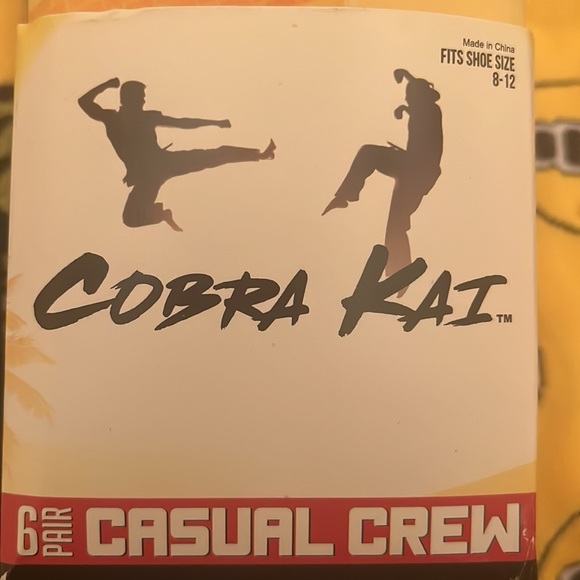 Made in China
FITS SHOE SIZE
8-12
COBRA KAI™
6 PAIR CASUAL CREW